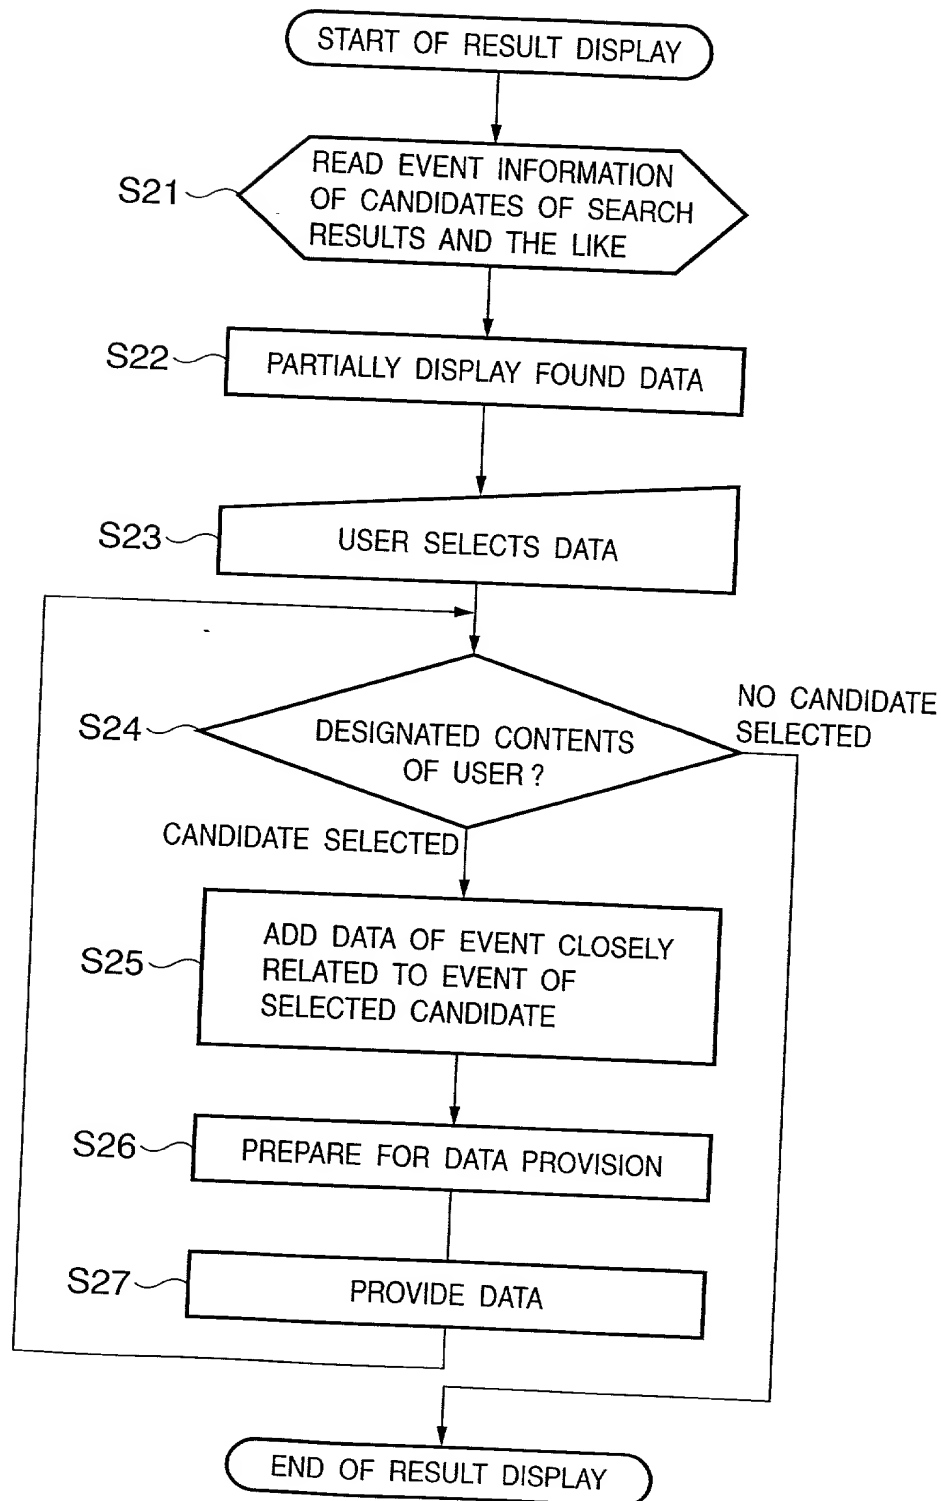 START OF RESULT DISPLAY
S21
READ EVENT INFORMATION
OF CANDIDATES OF SEARCH
RESULTS AND THE LIKE
S22
PARTIALLY DISPLAY FOUND DATA
S23
USER SELECTS DATA
S24
DESIGNATED CONTENTS
OF USER ?
NO CANDIDATE
SELECTED
CANDIDATE SELECTED
S25
ADD DATA OF EVENT CLOSELY
RELATED TO EVENT OF
SELECTED CANDIDATE
S26
PREPARE FOR DATA PROVISION
S27
PROVIDE DATA
END OF RESULT DISPLAY